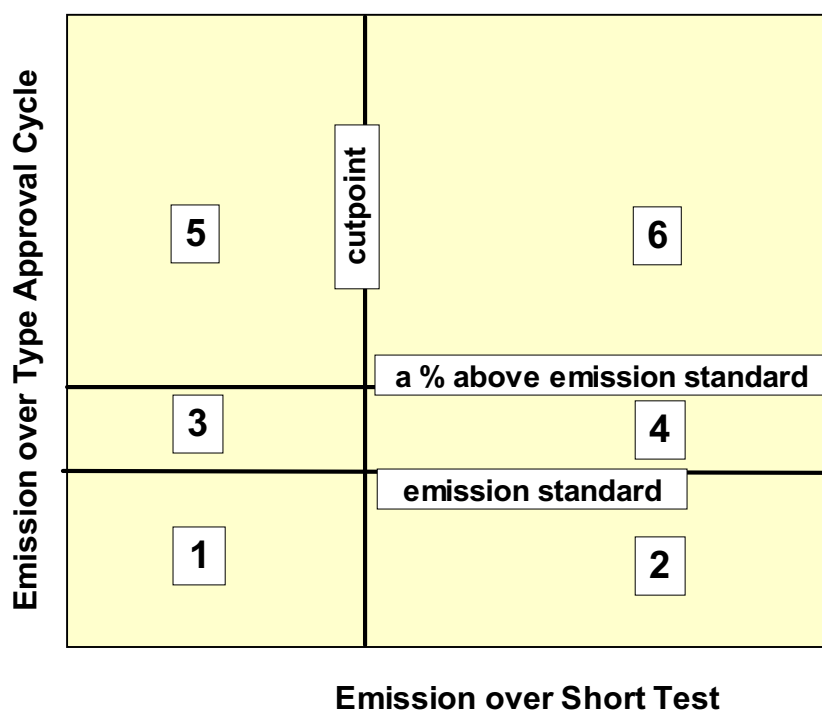 Emission over Type Approval Cycle
cutpoint
5
6
a % above emission standard
3
4
emission standard
1
2
Emission over Short Test